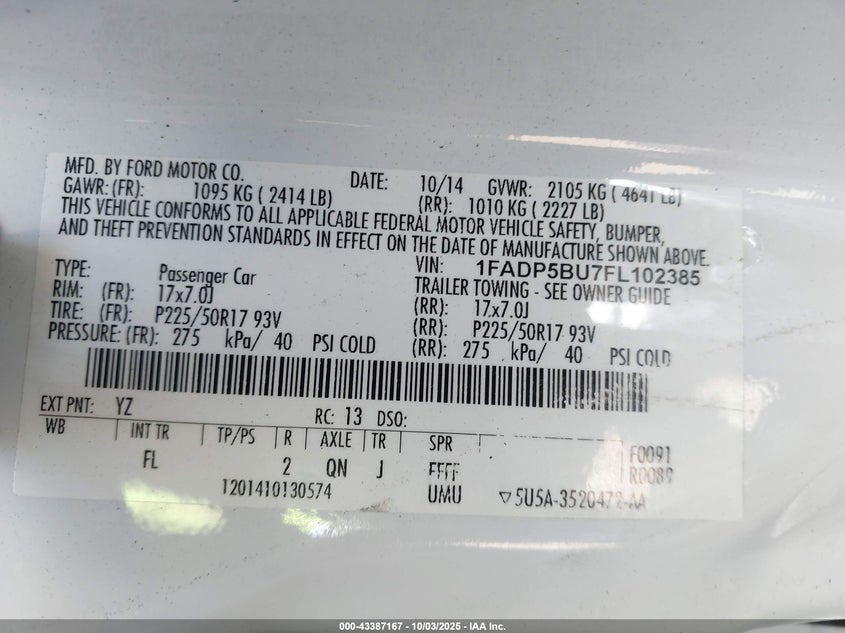 MFD. BY FORD MOTOR CO. DATE: 10/14 GVWR: 2105 KG ( 4641 LB)
GAWR: (FR): 1095 KG ( 2414 LB) (RR): 1010 KG ( 2227 LB)
THIS VEHICLE CONFORMS TO ALL APPLICABLE FEDERAL MOTOR VEHICLE SAFETY, BUMPER,
AND THEFT PREVENTION STANDARDS IN EFFECT ON THE DATE OF MANUFACTURE SHOWN ABOVE.
VIN: 1FADP5BU7FL102385
TYPE: Passenger Car TRAILER TOWING - SEE OWNER GUIDE
RIM: (FR): 17x7.0J (RR): 17x7.0J
TIRE: (FR): P225/50R17 93V (RR): P225/50R17 93V
PRESSURE: (FR): 275 kPa/ 40 PSI COLD (RR): 275 kPa/ 40 PSI COLD
EXT PNT: YZ RC: 13 DSO:
WB INT TR TP/PS R AXLE TR SPR F0091
FL 2 QN J FFFF R0089
1201410130574 UMU ▽5U5A-3520472-AA
000-43387167 - 10/03/2025 - IAA Inc.